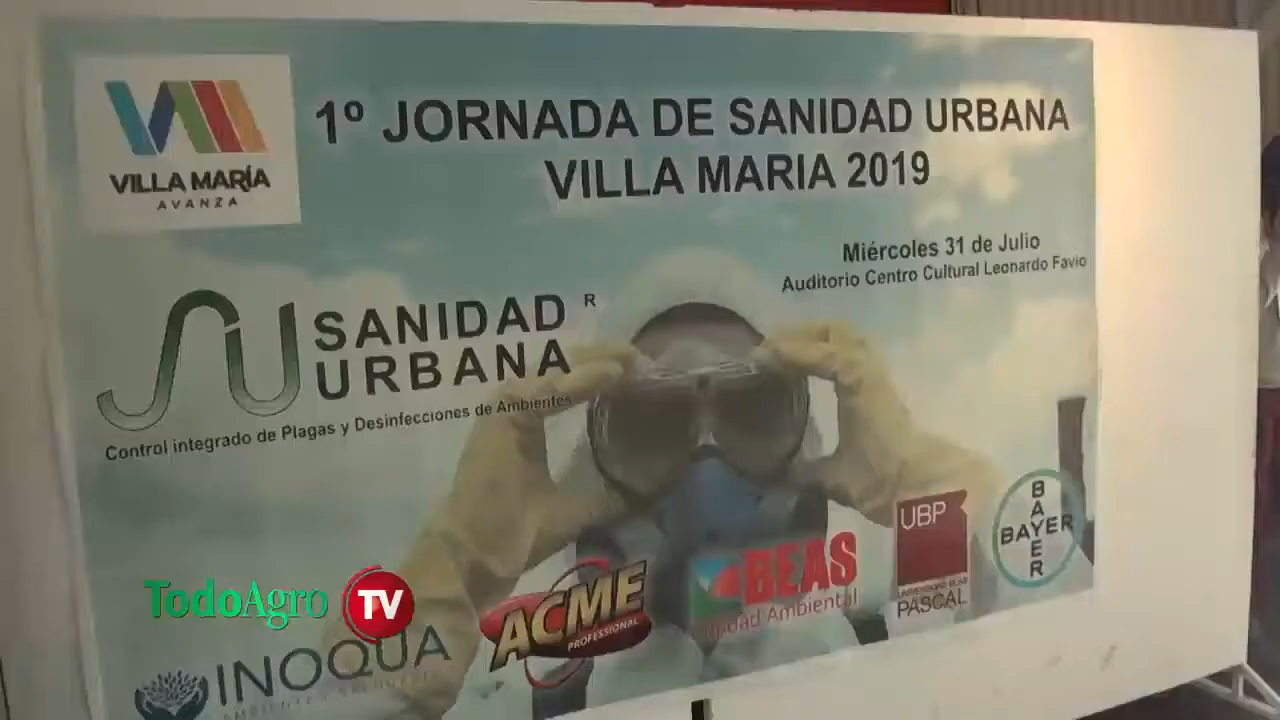 VILLA MARÍA
AVANZA
1º JORNADA DE SANIDAD URBANA
VILLA MARIA 2019
Miércoles 31 de Julio
Auditorio Centro Cultural Leonardo Favio
SANIDAD R
URBANA
Control integrado de Plagas y Desinfecciones de Ambientes
TodoAgro TV
INOQUA
ACME
PROFESSIONAL
BEAS
Ambiental
UBP
PASCAL
BAYER
BAYER